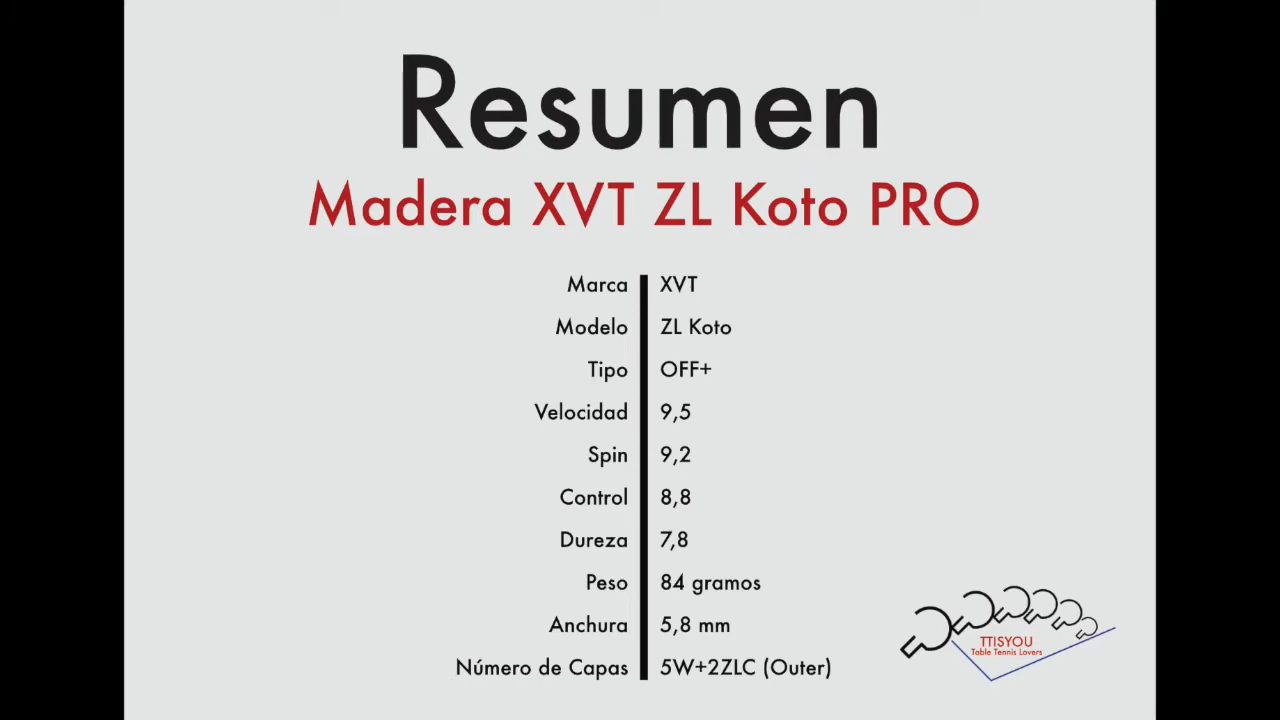 Resumen
Madera XVT ZL Koto PRO
Marca XVT
Modelo ZL Koto
Tipo OFF+
Velocidad 9,5
Spin 9,2
Control 8,8
Dureza 7,8
Peso 84 gramos
Anchura 5,8 mm
Número de Capas 5W+2ZLC (Outer)
TTISYOU
Table Tennis Lovers